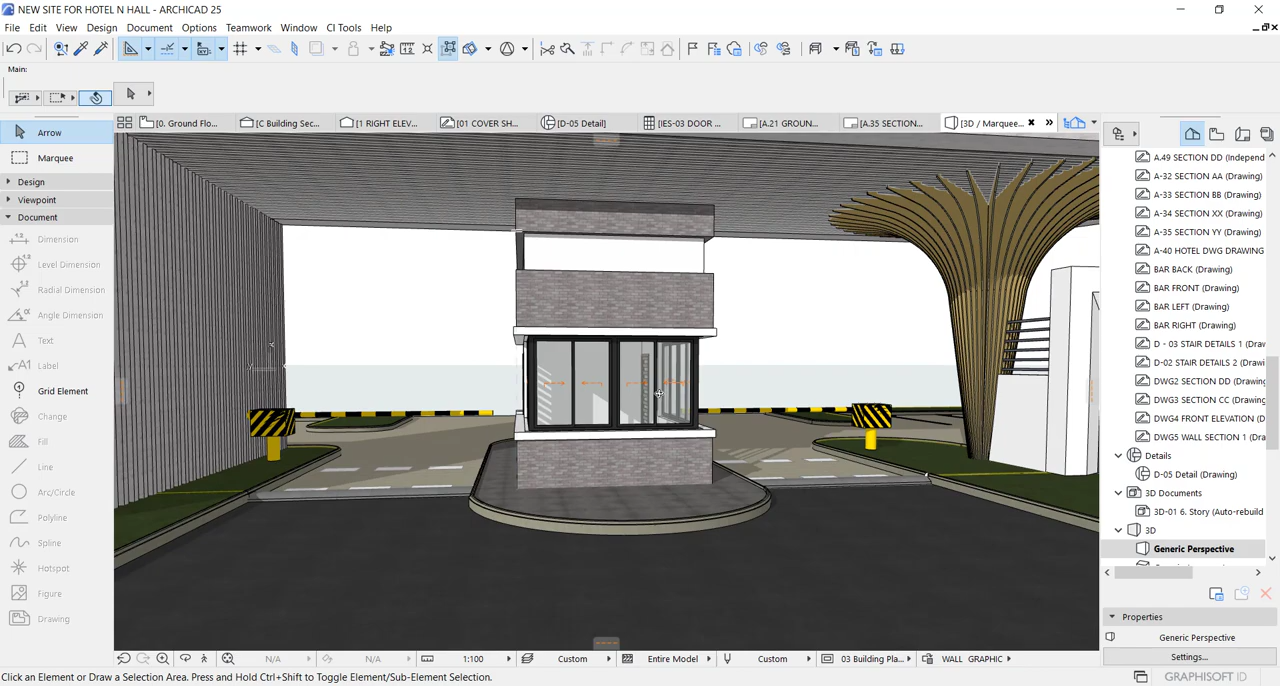 NEW SITE FOR HOTEL N HALL - ARCHICAD 25
File Edit View Design Document Options Teamwork Window CI Tools Help
Main:
[0. Ground Flo... [C Building Sec... [1 RIGHT ELEV... [01 COVER SH... [D-05 Detail] [IES-03 DOOR ... [A.21 GROUN... [A.35 SECTION... [3D / Marquee...
Arrow
Marquee
Design
Viewpoint
Document
Dimension
Level Dimension
Radial Dimension
Angle Dimension
Text
A1 Label
Grid Element
Change
Fill
Line
Arc/Circle
Polyline
Spline
Hotspot
Figure
Drawing
A.49 SECTION DD (Independ
A-32 SECTION AA (Drawing)
A-33 SECTION BB (Drawing)
A-34 SECTION XX (Drawing)
A-35 SECTION YY (Drawing)
A-40 HOTEL DWG DRAWING
BAR BACK (Drawing)
BAR FRONT (Drawing)
BAR LEFT (Drawing)
BAR RIGHT (Drawing)
D - 03 STAIR DETAILS 1 (Draw
D-02 STAIR DETAILS 2 (Drawi
DWG2 SECTION DD (Drawing
DWG3 SECTION CC (Drawing
DWG4 FRONT ELEVATION (D
DWG5 WALL SECTION 1 (Draw
Details
D-05 Detail (Drawing)
3D Documents
3D-01 6. Story (Auto-rebuild
3D
Generic Perspective
Properties
Generic Perspective
Settings...
N/A N/A 1:100 Custom Entire Model Custom 03 Building Pla... WALL GRAPHIC
Click an Element or Draw a Selection Area. Press and Hold Ctrl+Shift to Toggle Element/Sub-Element Selection.
GRAPHISOFT ID